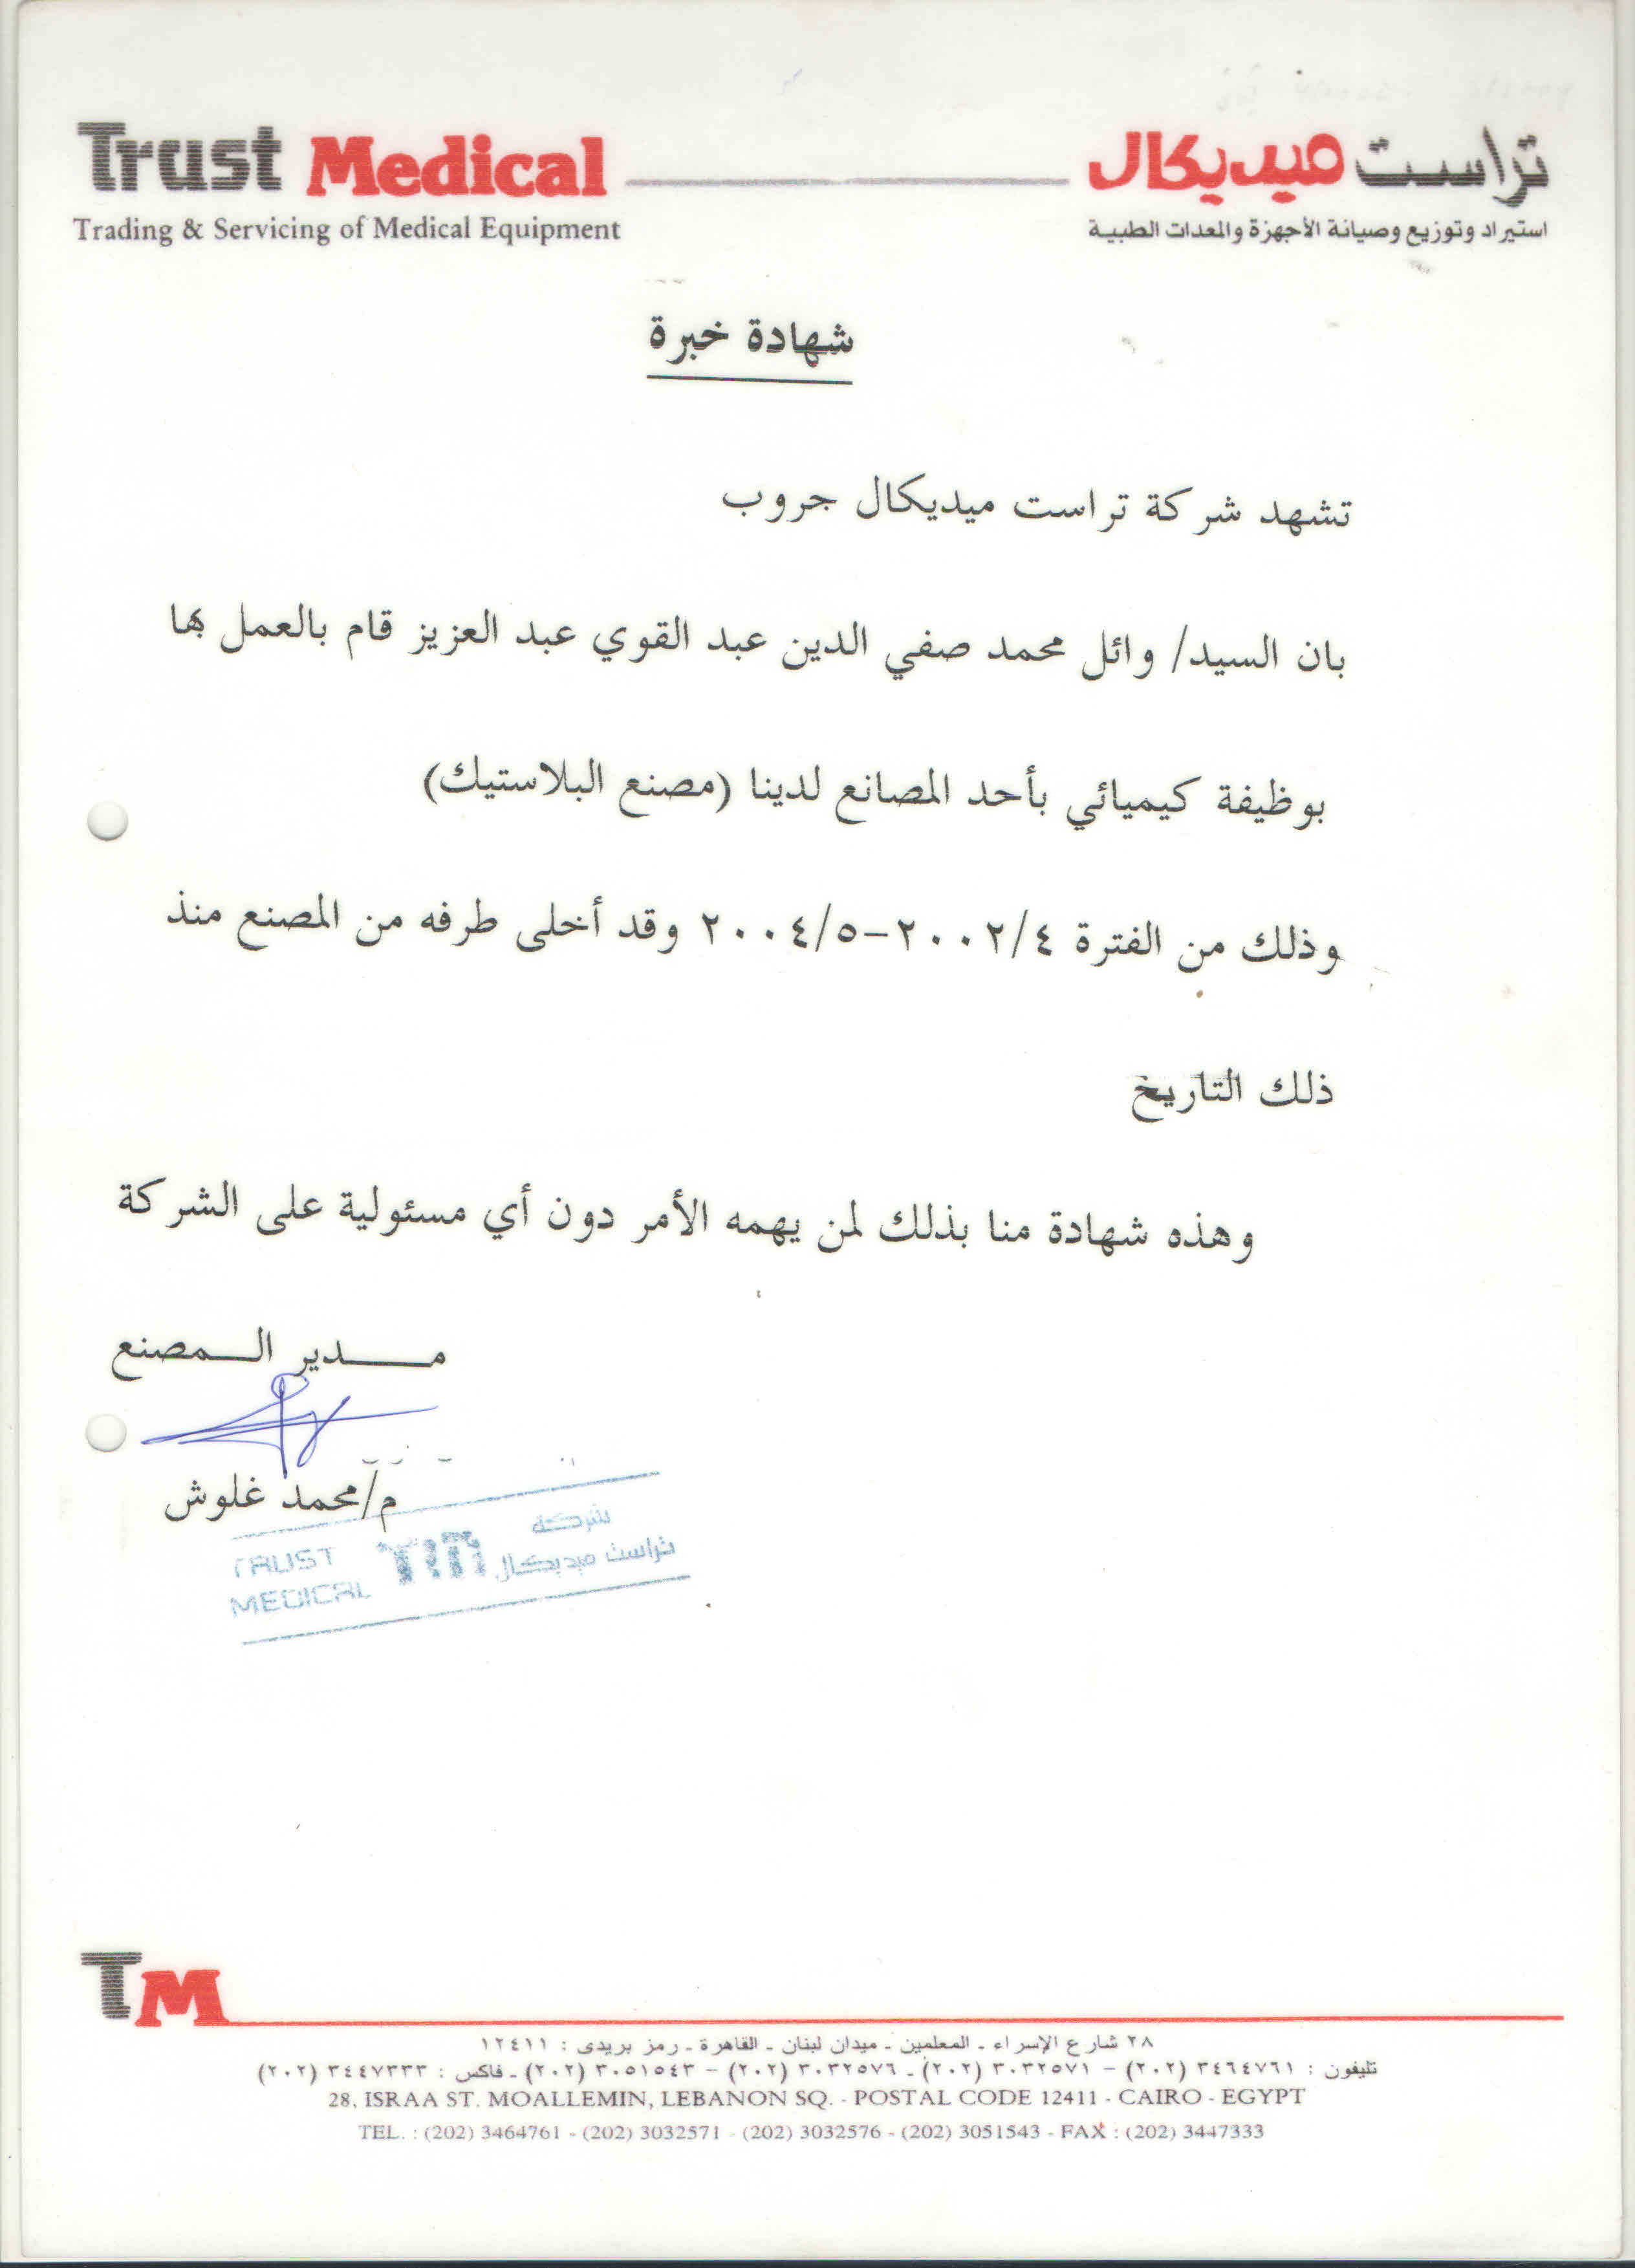 Trust Medical
تراست ميديكال
Trading & Servicing of Medical Equipment
استيراد وتوزيع وصيانة الأجهزة والمعدات الطبية
شهادة خبرة
تشهد شركة تراست ميديكال جروب
بان السيد/ وائل محمد صفي الدين عبد القوي عبد العزيز قام بالعمل بها
بوظيفة كيميائي بأحد المصانع لدينا (مصنع البلاستيك)
وذلك من الفترة ٢٠٠٢/٤-٢٠٠٤/٥ وقد أخلى طرفه من المصنع منذ
ذلك التاريخ
وهذه شهادة منا بذلك لمن يهمه الأمر دون أي مسئولية على الشركة
مـــــدير الـــمصنع
م/محمد غلوش
شركة
TRUST
تراست ميديكال
MEDICAL
TM
٢٨ شارع الإسراء ـ المعلمين ـ ميدان لبنان ـ القاهرة ـ رمز بريدى : ١٢٤١١
تليفون : ٣٤٦٤٧٦١ (٢٠٢) – ٣٠٣٢٥٧١ (٢٠٢) ـ ٣٠٣٢٥٧٦ (٢٠٢) – ٣٠٥١٥٤٣ (٢٠٢) ـ فاكس : ٣٤٤٧٣٣٣ (٢٠٢)
28, ISRAA ST. MOALLEMIN, LEBANON SQ. - POSTAL CODE 12411 - CAIRO - EGYPT
TEL. : (202) 3464761 - (202) 3032571 - (202) 3032576 - (202) 3051543 - FAX : (202) 3447333